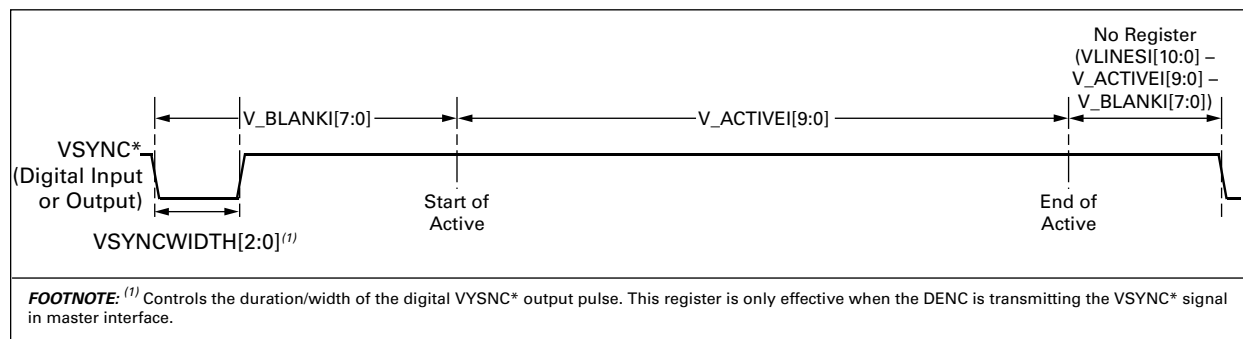 No Register
(VLINESI[10:0] –
V_ACTIVEI[9:0] –
V_BLANKI[7:0])
V_BLANKI[7:0]
V_ACTIVEI[9:0]
VSYNC*
(Digital Input
or Output)
Start of
Active
End of
Active
VSYNCWIDTH[2:0](1)
FOOTNOTE: (1) Controls the duration/width of the digital VYSNC* output pulse. This register is only effective when the DENC is transmitting the VSYNC* signal
in master interface.